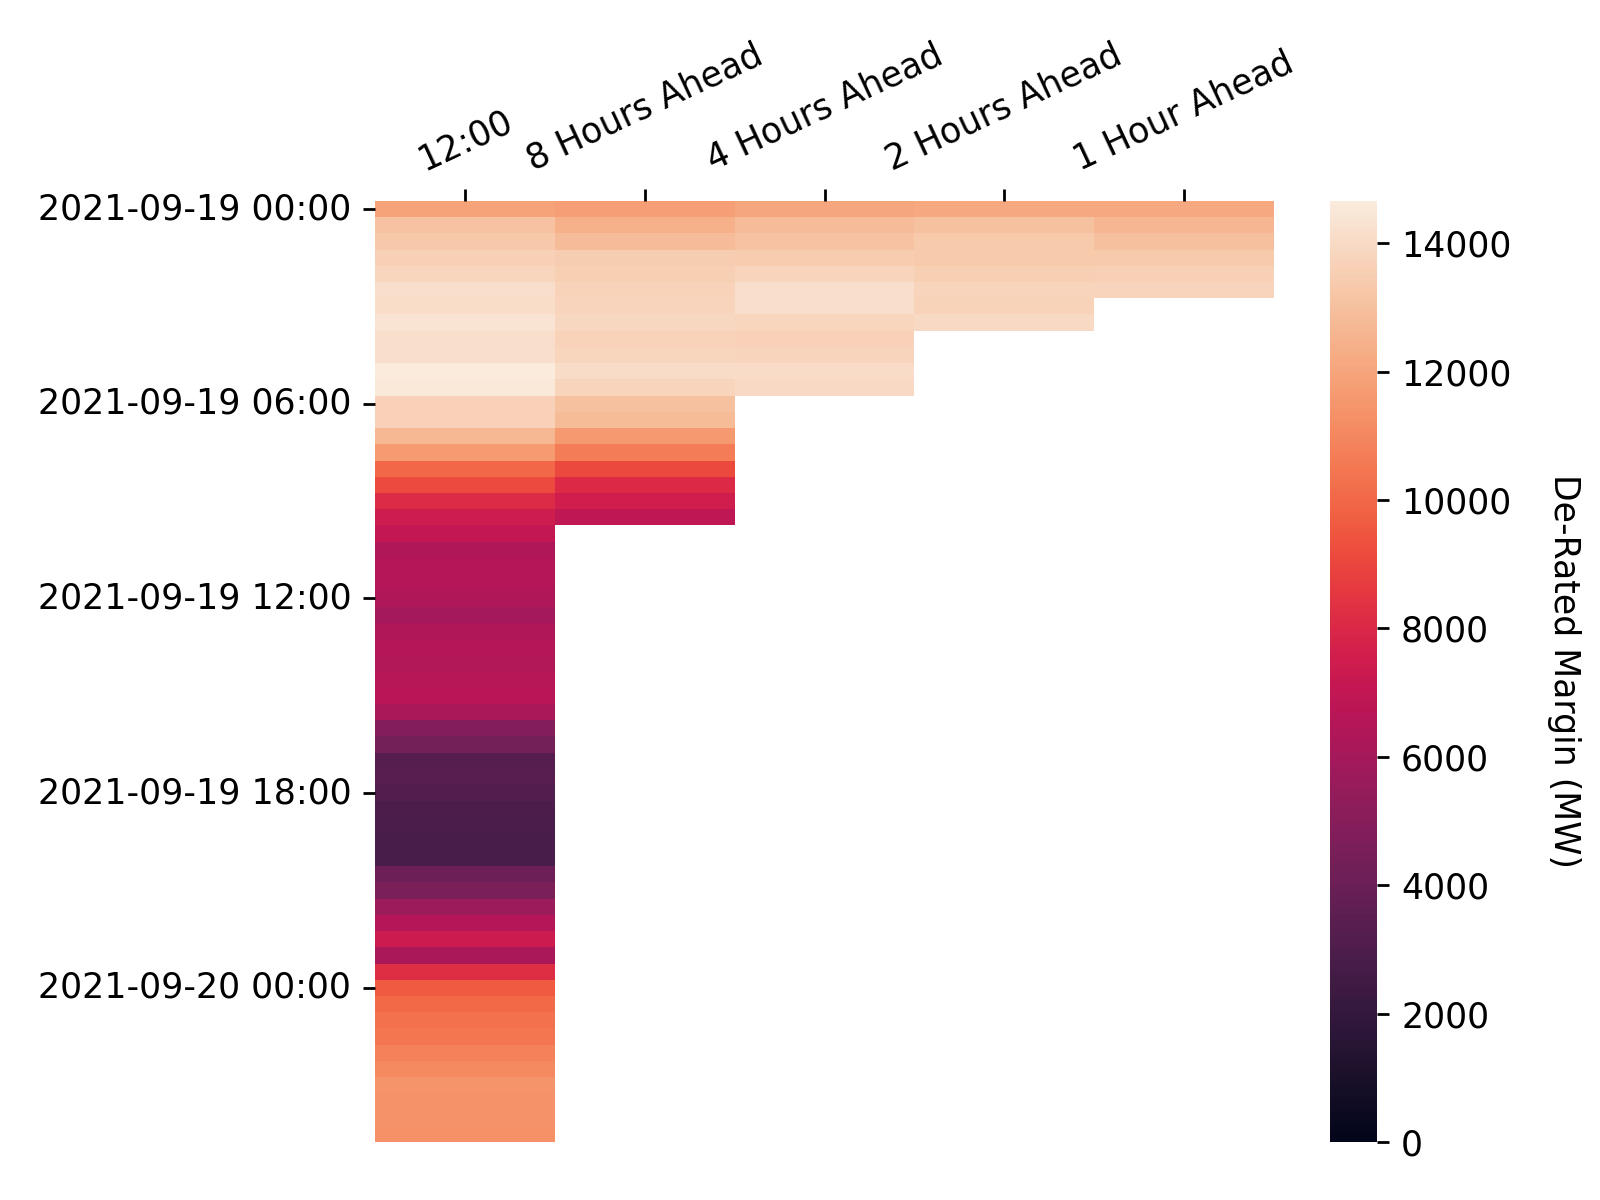 12:00
8 Hours Ahead
4 Hours Ahead
2 Hours Ahead
1 Hour Ahead
2021-09-19 00:00
2021-09-19 06:00
2021-09-19 12:00
2021-09-19 18:00
2021-09-20 00:00
14000
12000
10000
8000
6000
4000
2000
0
De-Rated Margin (MW)